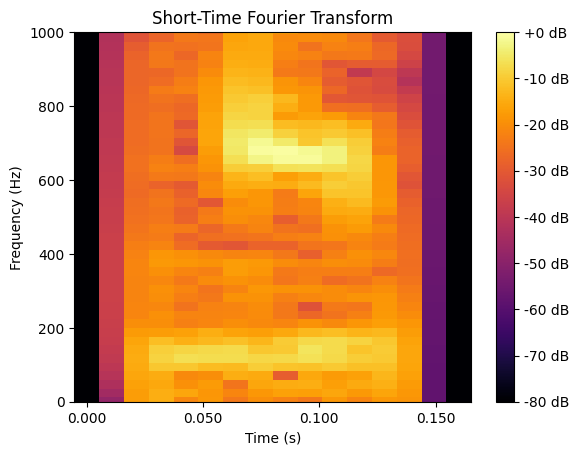 Short-Time Fourier Transform
1000
800
600
400
200
0
Frequency (Hz)
0.000
0.050
0.100
0.150
Time (s)
+0 dB
-10 dB
-20 dB
-30 dB
-40 dB
-50 dB
-60 dB
-70 dB
-80 dB